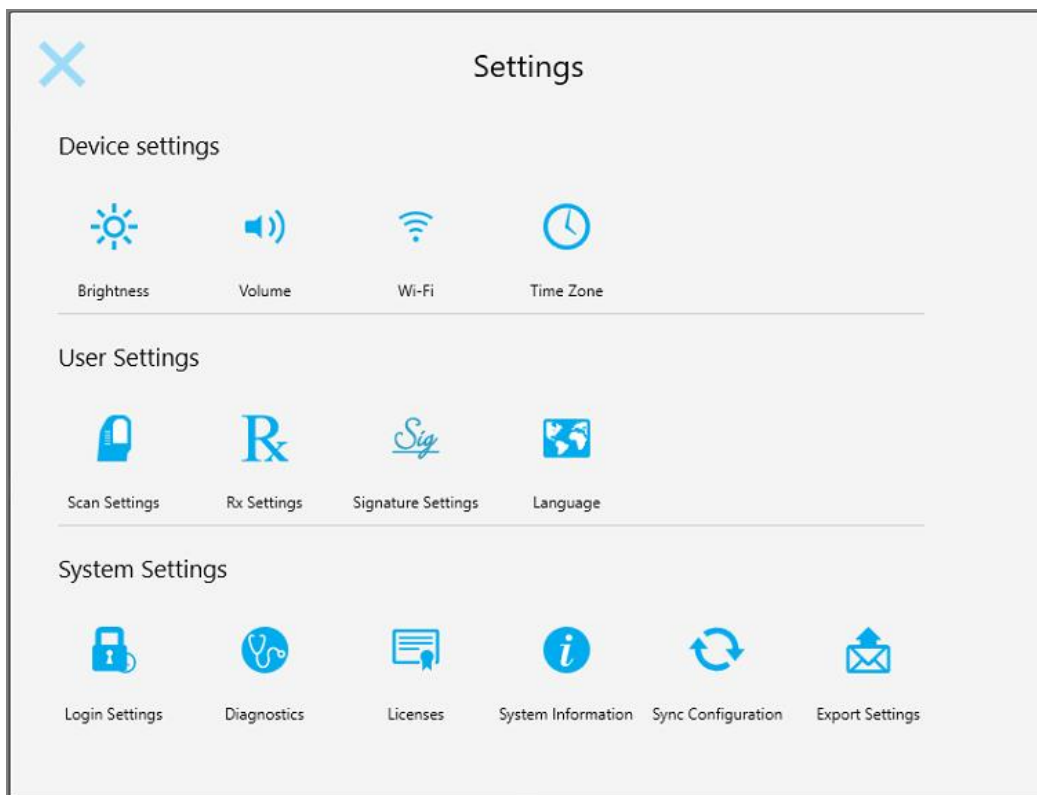 Settings
Device settings
Brightness Volume Wi-Fi Time Zone
User Settings
Rx Sig
Scan Settings Rx Settings Signature Settings Language
System Settings
i
Login Settings Diagnostics Licenses System Information Sync Configuration Export Settings